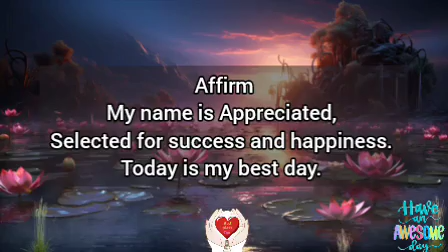 Affirm
My name is Appreciated,
Selected for success and happiness.
Today is my best day.
Have
an
AWESOME
day